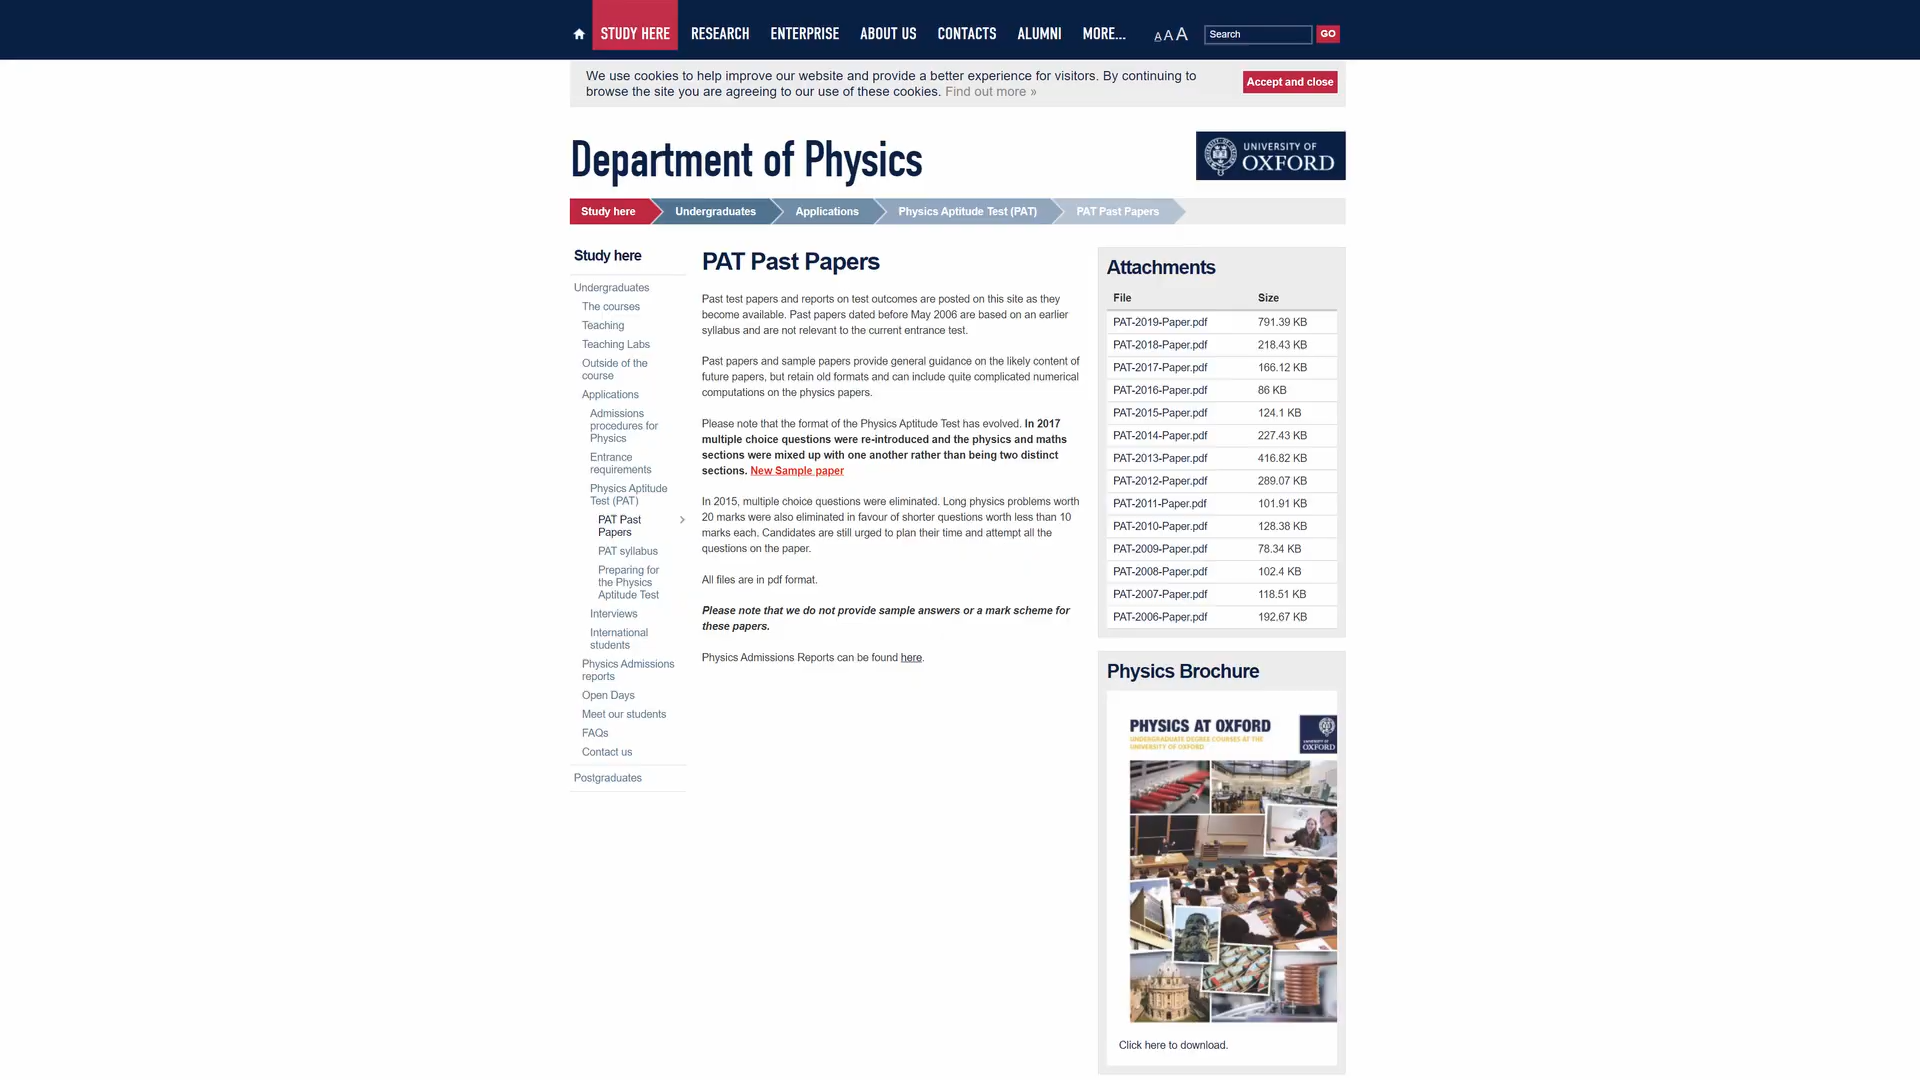 STUDY HERE RESEARCH ENTERPRISE ABOUT US CONTACTS ALUMNI MORE... A A A Search GO
We use cookies to help improve our website and provide a better experience for visitors. By continuing to
browse the site you are agreeing to our use of these cookies. Find out more »
Accept and close
Department of Physics
UNIVERSITY OF
OXFORD
Study here Undergraduates Applications Physics Aptitude Test (PAT) PAT Past Papers
Study here
Undergraduates
The courses
Teaching
Teaching Labs
Outside of the
course
Applications
Admissions
procedures for
Physics
Entrance
requirements
Physics Aptitude
Test (PAT)
PAT Past
Papers
PAT syllabus
Preparing for
the Physics
Aptitude Test
Interviews
International
students
Physics Admissions
reports
Open Days
Meet our students
FAQs
Contact us
Postgraduates
PAT Past Papers
Past test papers and reports on test outcomes are posted on this site as they
become available. Past papers dated before May 2006 are based on an earlier
syllabus and are not relevant to the current entrance test.
Past papers and sample papers provide general guidance on the likely content of
future papers, but retain old formats and can include quite complicated numerical
computations on the physics papers.
Please note that the format of the Physics Aptitude Test has evolved. In 2017
multiple choice questions were re-introduced and the physics and maths
sections were mixed up with one another rather than being two distinct
sections. New Sample paper
In 2015, multiple choice questions were eliminated. Long physics problems worth
20 marks were also eliminated in favour of shorter questions worth less than 10
marks each. Candidates are still urged to plan their time and attempt all the
questions on the paper.
All files are in pdf format.
Please note that we do not provide sample answers or a mark scheme for
these papers.
Physics Admissions Reports can be found here.
Attachments
File Size
PAT-2019-Paper.pdf 791.39 KB
PAT-2018-Paper.pdf 218.43 KB
PAT-2017-Paper.pdf 166.12 KB
PAT-2016-Paper.pdf 86 KB
PAT-2015-Paper.pdf 124.1 KB
PAT-2014-Paper.pdf 227.43 KB
PAT-2013-Paper.pdf 416.82 KB
PAT-2012-Paper.pdf 289.07 KB
PAT-2011-Paper.pdf 101.91 KB
PAT-2010-Paper.pdf 128.38 KB
PAT-2009-Paper.pdf 78.34 KB
PAT-2008-Paper.pdf 102.4 KB
PAT-2007-Paper.pdf 118.51 KB
PAT-2006-Paper.pdf 192.67 KB
Physics Brochure
PHYSICS AT OXFORD
UNDERGRADUATE DEGREE COURSES AT THE
UNIVERSITY OF OXFORD
UNIVERSITY OF
OXFORD
Click here to download.